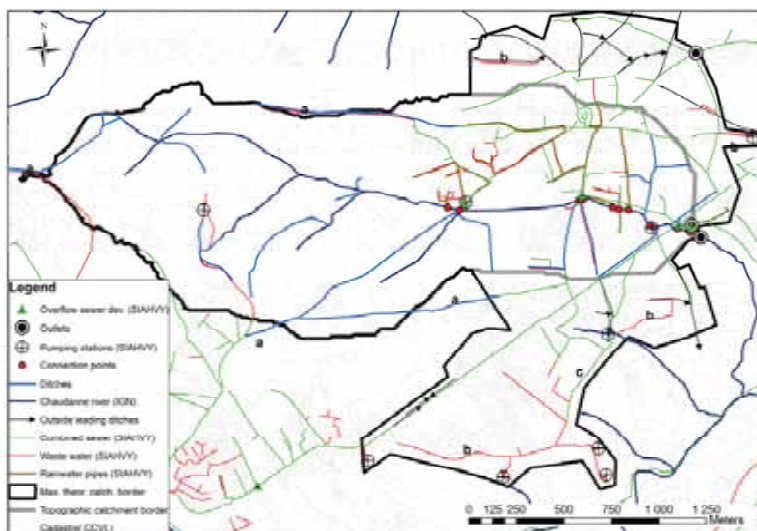 N
a
b
b
a
a
b
c
b
Legend
Overflow sewer dev. (SIAHVY)
Outlets
Pumping stations (SIAHVY)
Connection points
Ditches
Chaudanne river (IGN)
Outside leading ditches
Combined sewer (SIAHVY)
Waste water (SIAHVY)
Rainwater pipes (SIAHVY)
Max. theor. catch. border
Topographic catchment border
Cadastral CCVL)
0 125 250 500 750 1 000 1 250
Meters